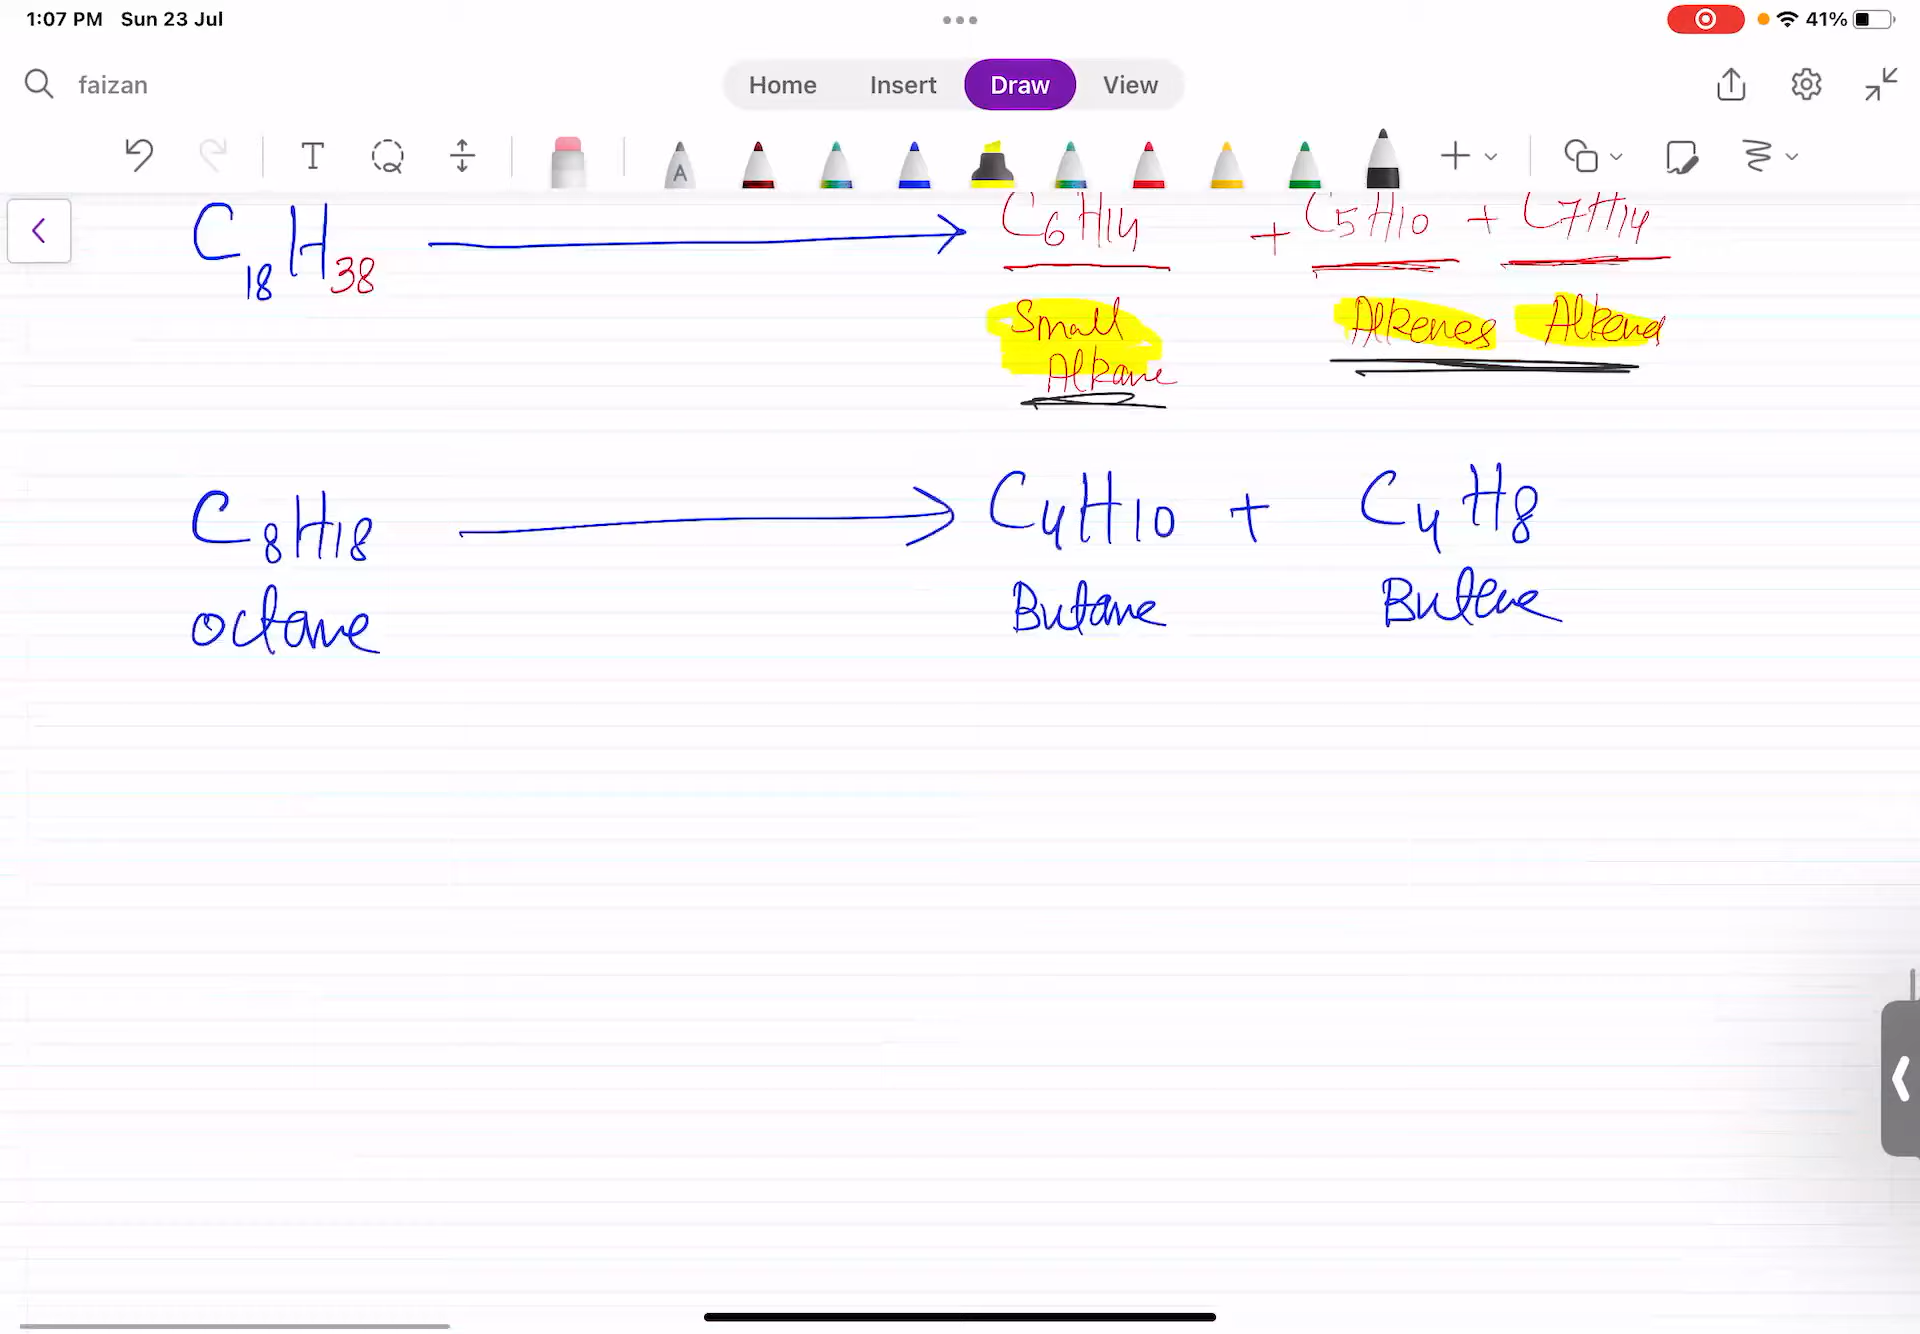 1:07 PM Sun 23 Jul
41%
faizan
Home Insert Draw View
T
A
C18H38 → C6H14 + C5H10 + C7H14
Small Alkenes Alkenes
Alkane
C8H18 → C4H10 + C4H8
octane Butane Butene